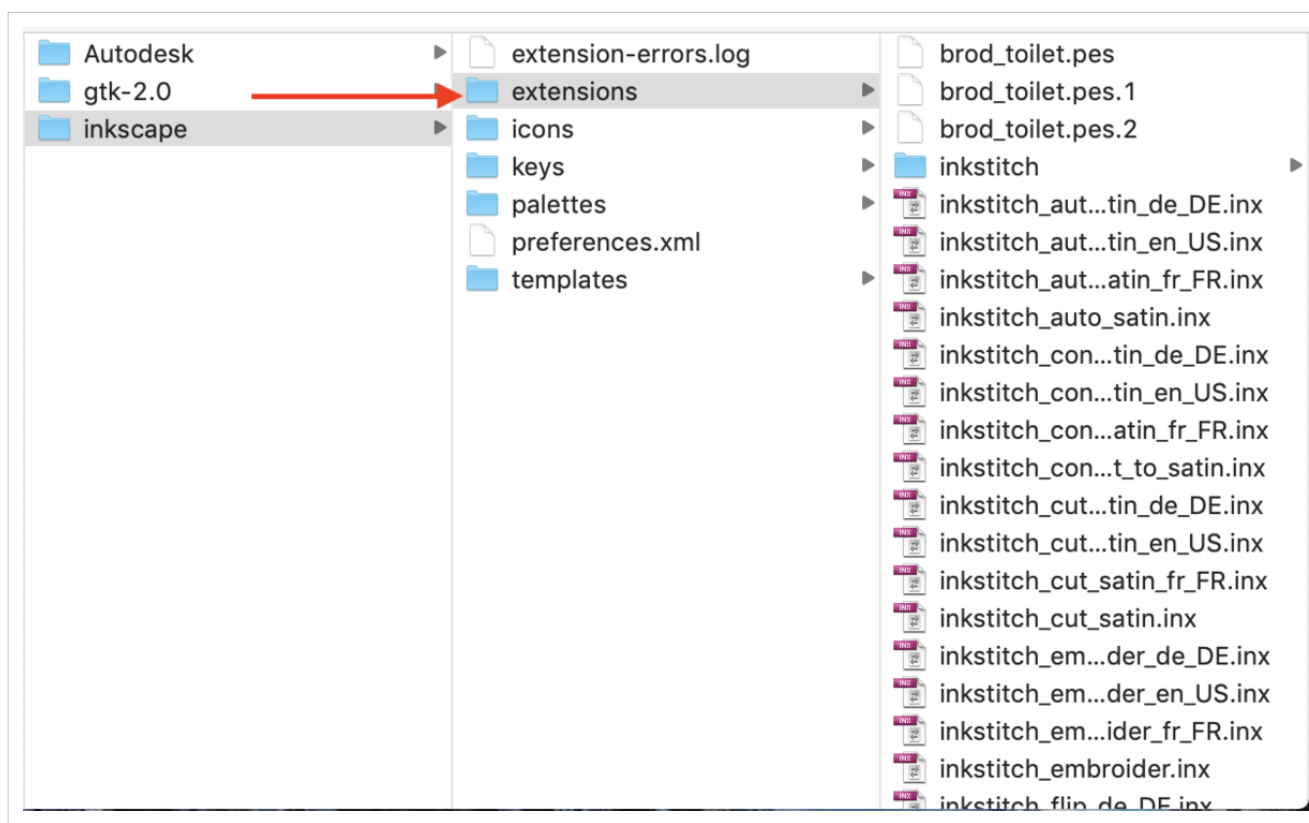 Autodesk
gtk-2.0
inkscape
extension-errors.log
extensions
icons
keys
palettes
preferences.xml
templates
brod_toilet.pes
brod_toilet.pes.1
brod_toilet.pes.2
inkstitch
inkstitch_aut...tin_de_DE.inx
inkstitch_aut...tin_en_US.inx
inkstitch_aut...atin_fr_FR.inx
inkstitch_auto_satin.inx
inkstitch_con...tin_de_DE.inx
inkstitch_con...tin_en_US.inx
inkstitch_con...atin_fr_FR.inx
inkstitch_con...t_to_satin.inx
inkstitch_cut...tin_de_DE.inx
inkstitch_cut...tin_en_US.inx
inkstitch_cut_satin_fr_FR.inx
inkstitch_cut_satin.inx
inkstitch_em...der_de_DE.inx
inkstitch_em...der_en_US.inx
inkstitch_em...ider_fr_FR.inx
inkstitch_embroider.inx
inkstitch_flip_de_DE.inx